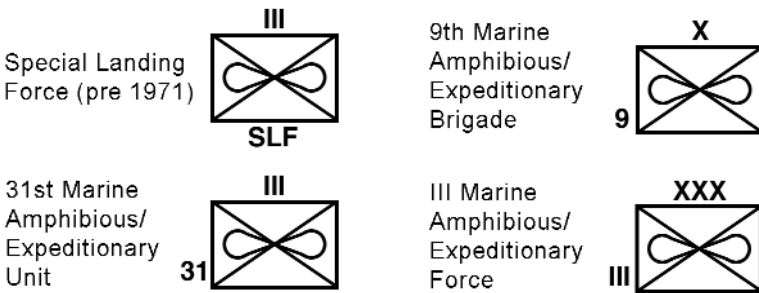 III
Special Landing
Force (pre 1971)
SLF
X
9th Marine
Amphibious/
Expeditionary
Brigade
9
III
31st Marine
Amphibious/
Expeditionary
Unit
31
XXX
III Marine
Amphibious/
Expeditionary
Force
III